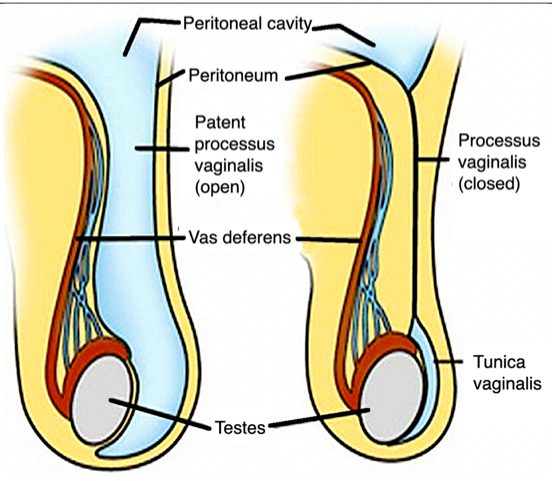 Peritoneal cavity
Peritoneum
Patent
processus
vaginalis
(open)
Processus
vaginalis
(closed)
Vas deferens
Tunica
vaginalis
Testes